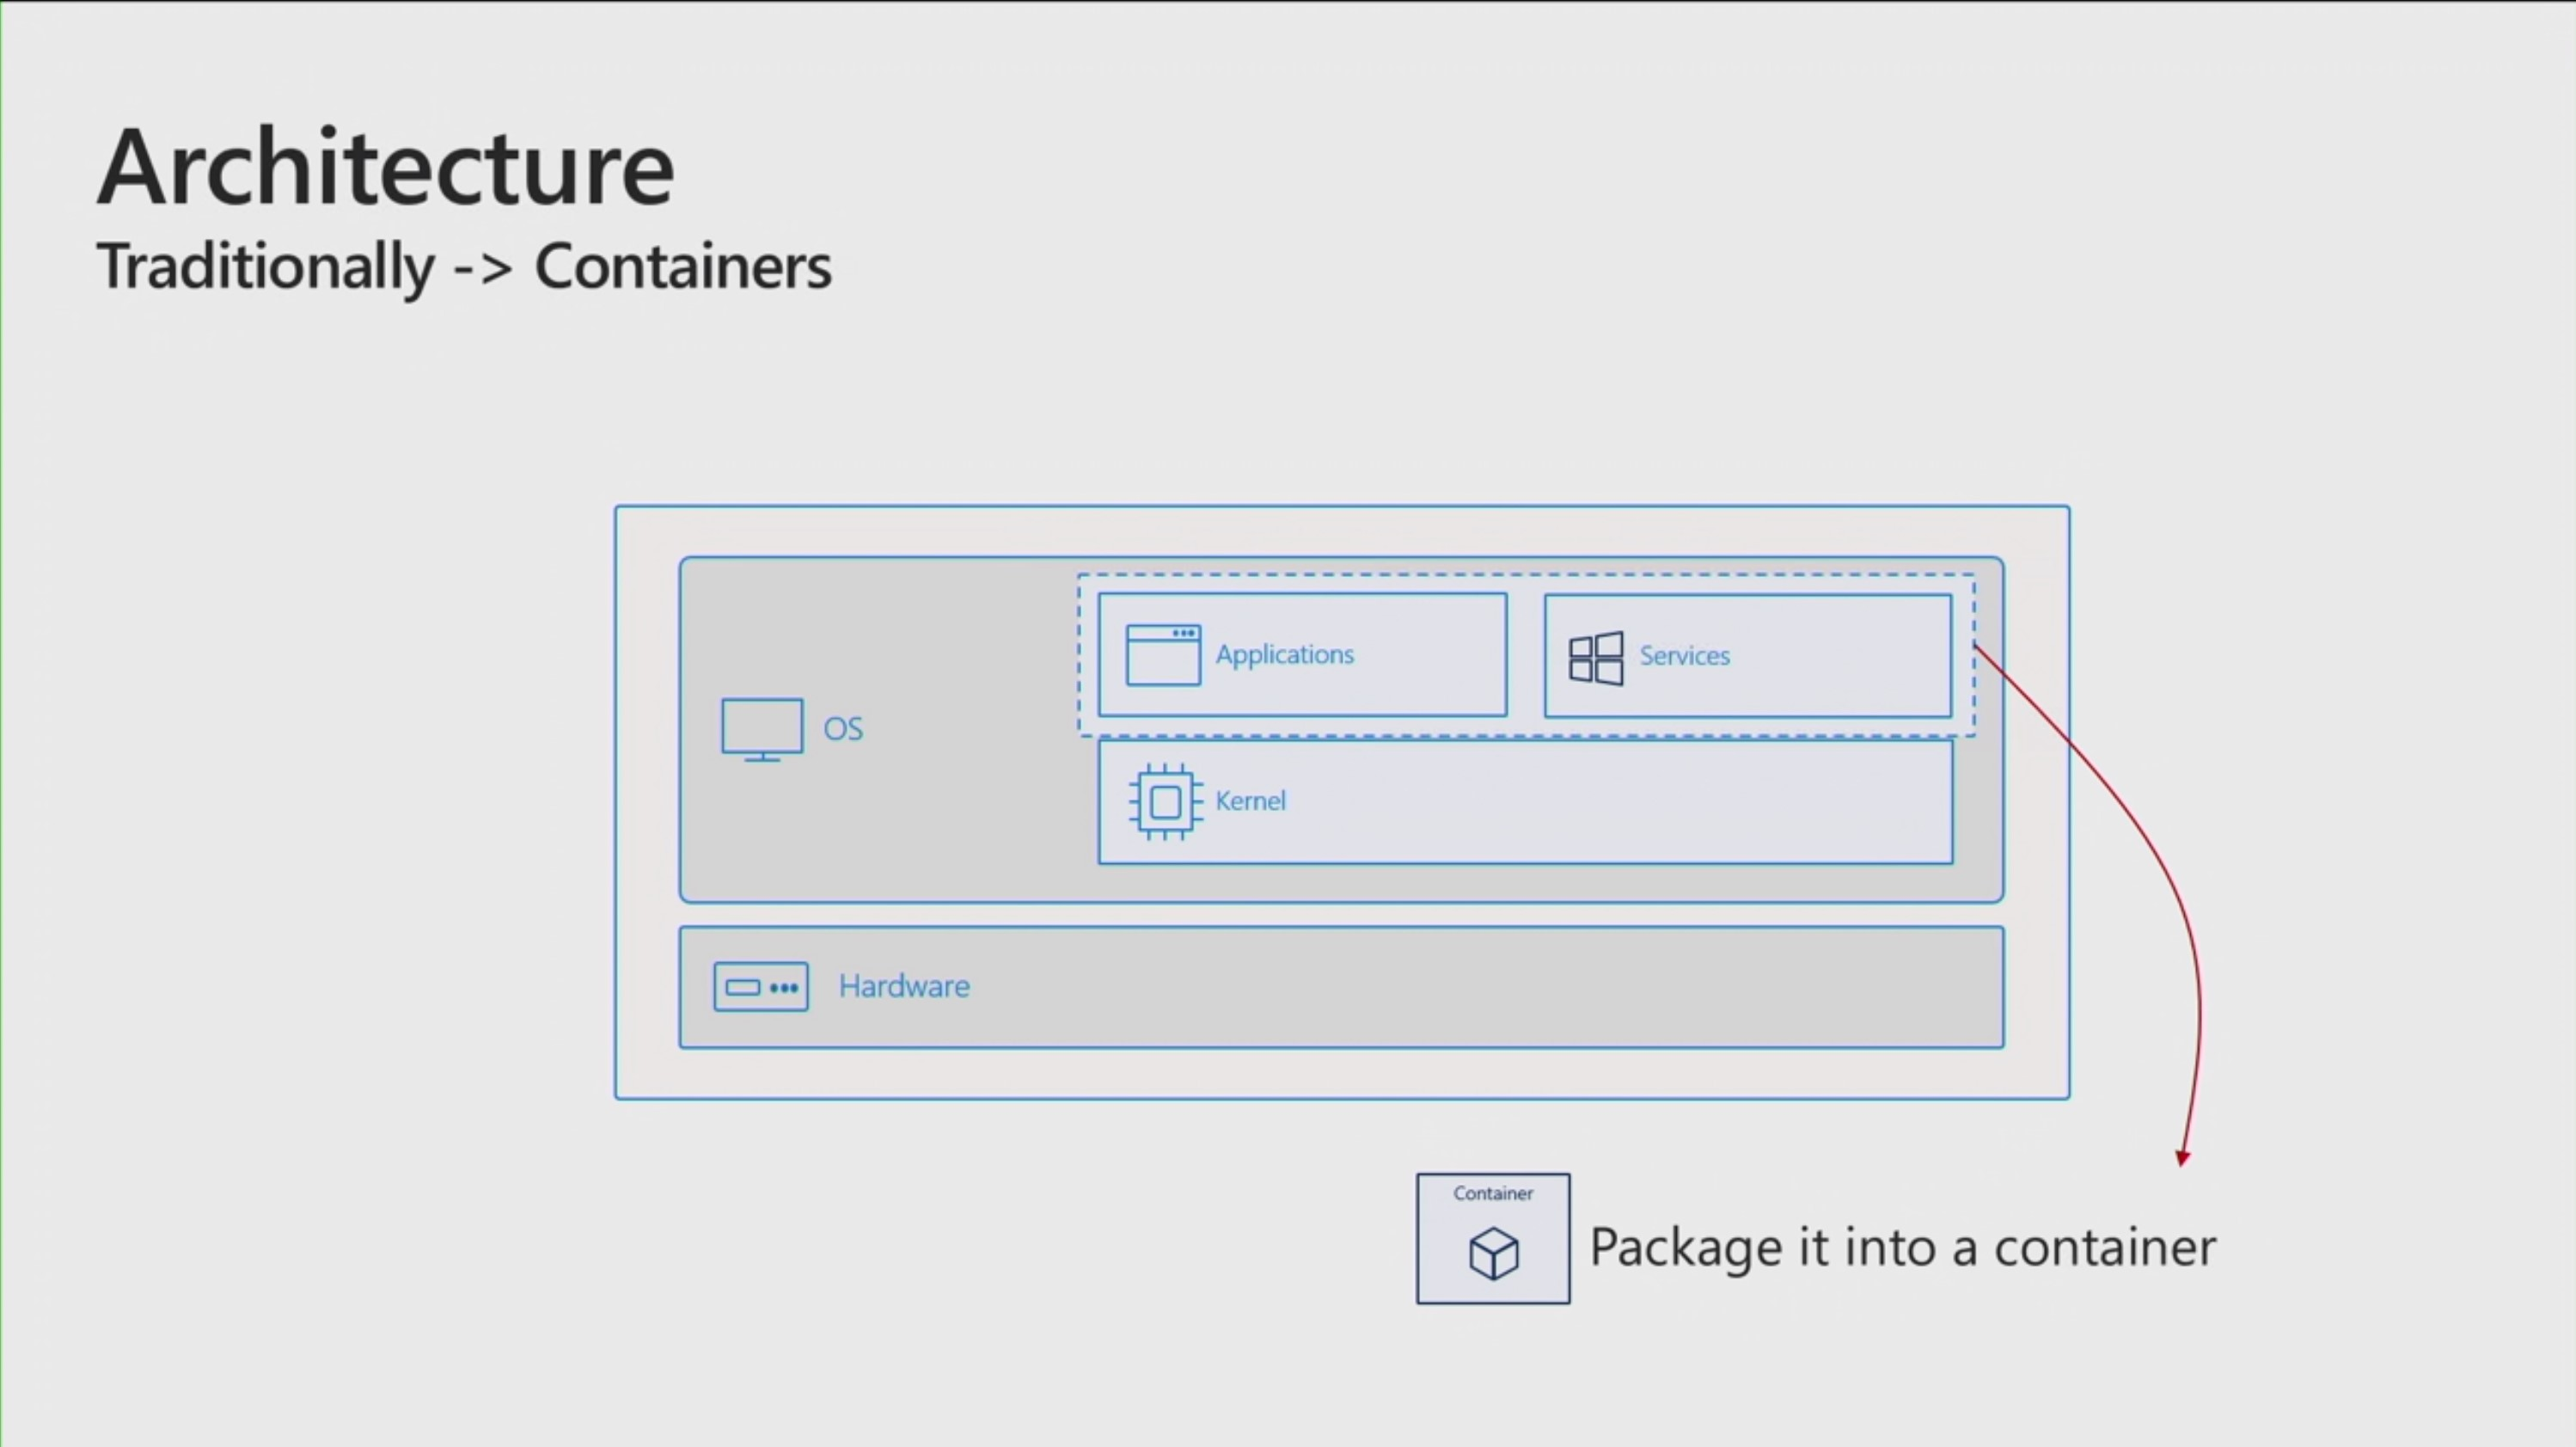 Architecture
Traditionally -> Containers
Applications
Services
OS
Kernel
Hardware
Container
Package it into a container